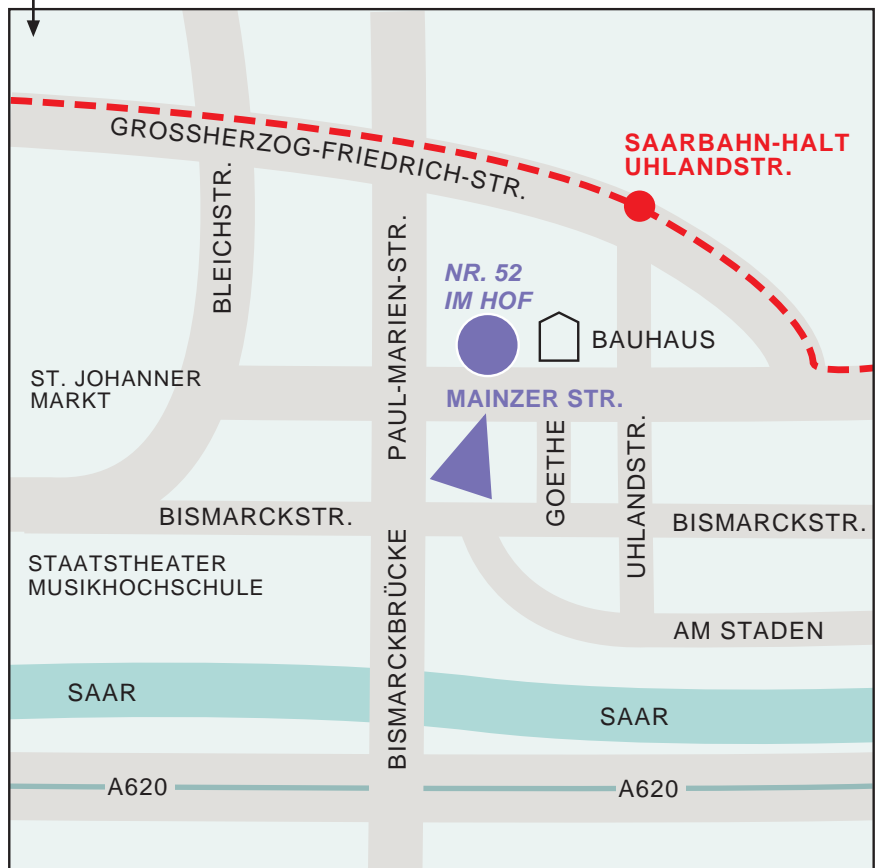 GROSSHERZOG-FRIEDRICH-STR.
SAARBAHN-HALT
UHLANDSTR.
BLEICHSTR.
PAUL-MARIEN-STR.
NR. 52
IM HOF
BAUHAUS
ST. JOHANNER
MARKT
MAINZER STR.
GOETHE
UHLANDSTR.
BISMARCKSTR.
BISMARCKSTR.
STAATSTHEATER
MUSIKHOCHSCHULE
BISMARCKBRÜCKE
AM STADEN
SAAR
SAAR
A620
A620